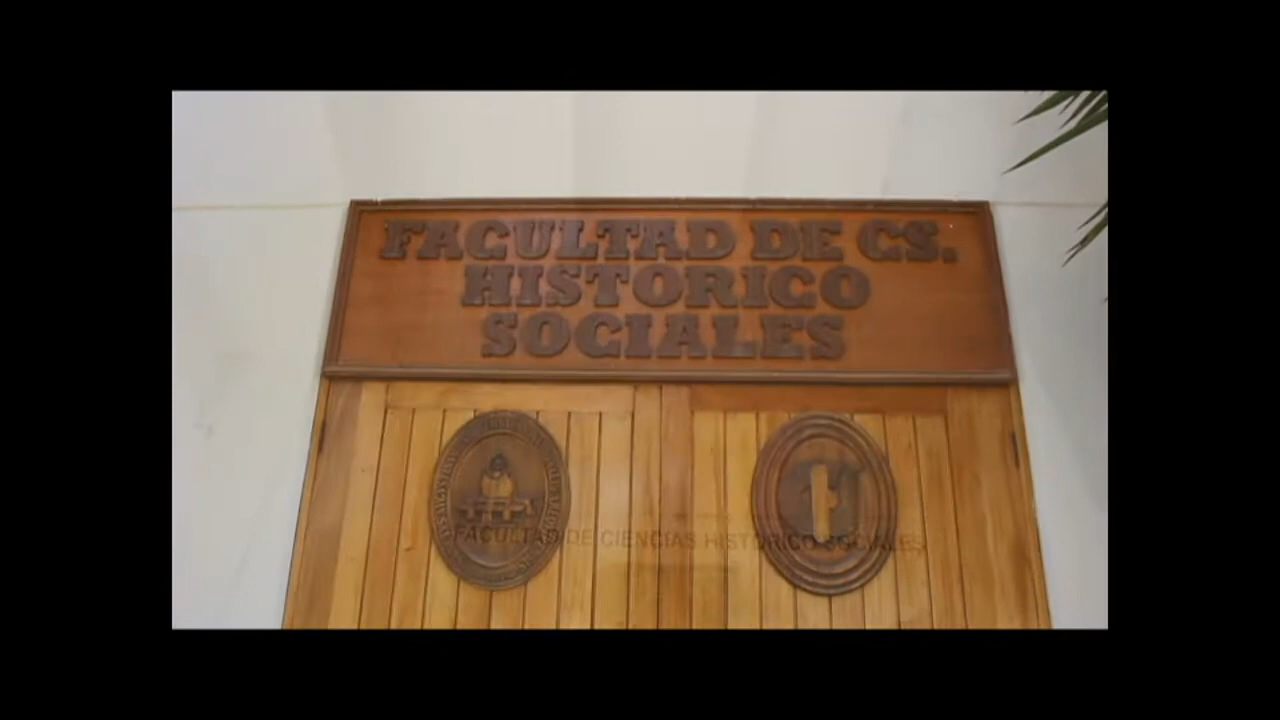 FACULTAD DE CS.
HISTORICO
SOCIALES
FACULTAD DE CIENCIAS HISTORICO SOCIALES